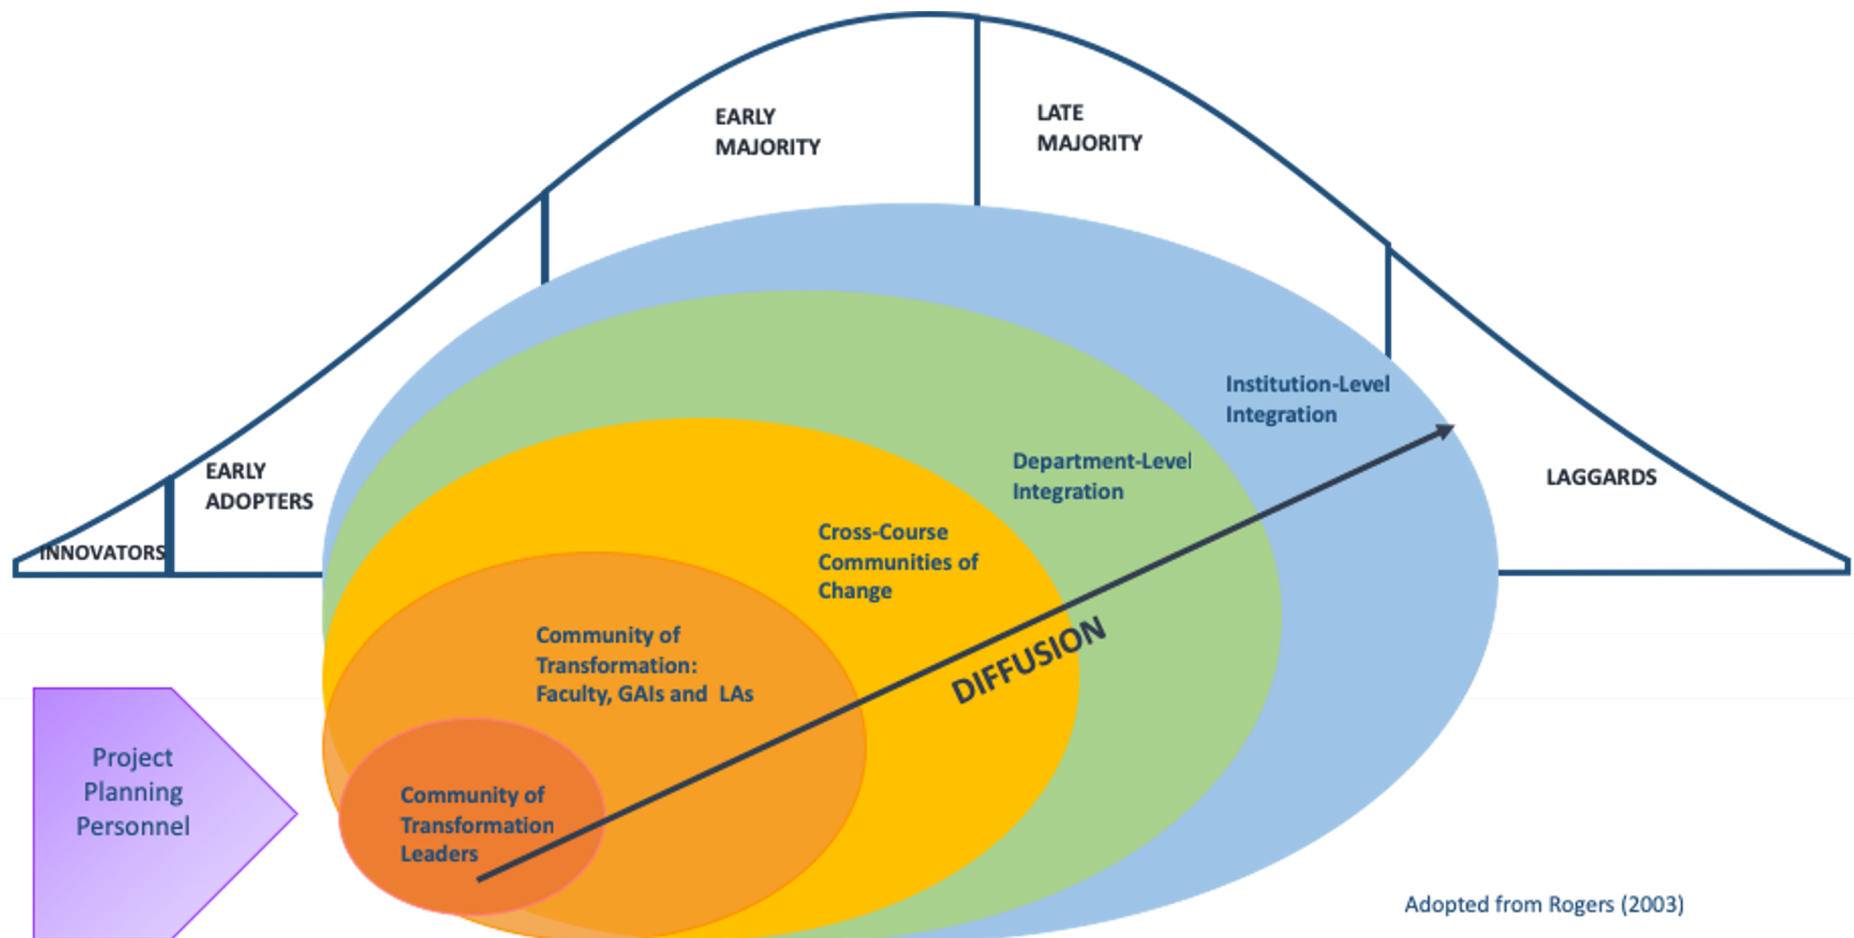 EARLY
MAJORITY
LATE
MAJORITY
EARLY
ADOPTERS
INNOVATORS
LAGGARDS
Institution-Level
Integration
Department-Level
Integration
Cross-Course
Communities of
Change
DIFFUSION
Community of
Transformation:
Faculty, GAIs and LAs
Community of
Transformation
Leaders
Project
Planning
Personnel
Adopted from Rogers (2003)